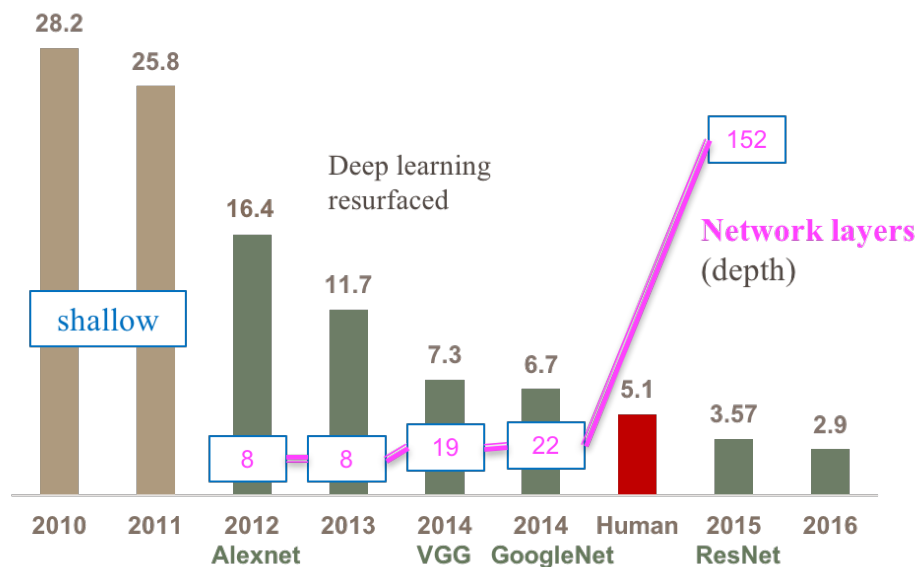 28.2
25.8
152
Deep learning
resurfaced
16.4
Network layers
(depth)
11.7
shallow
7.3
6.7
5.1
3.57
2.9
8
8
19
22
2010 2011 2012 2013 2014 2014 Human 2015 2016
Alexnet VGG GoogleNet ResNet